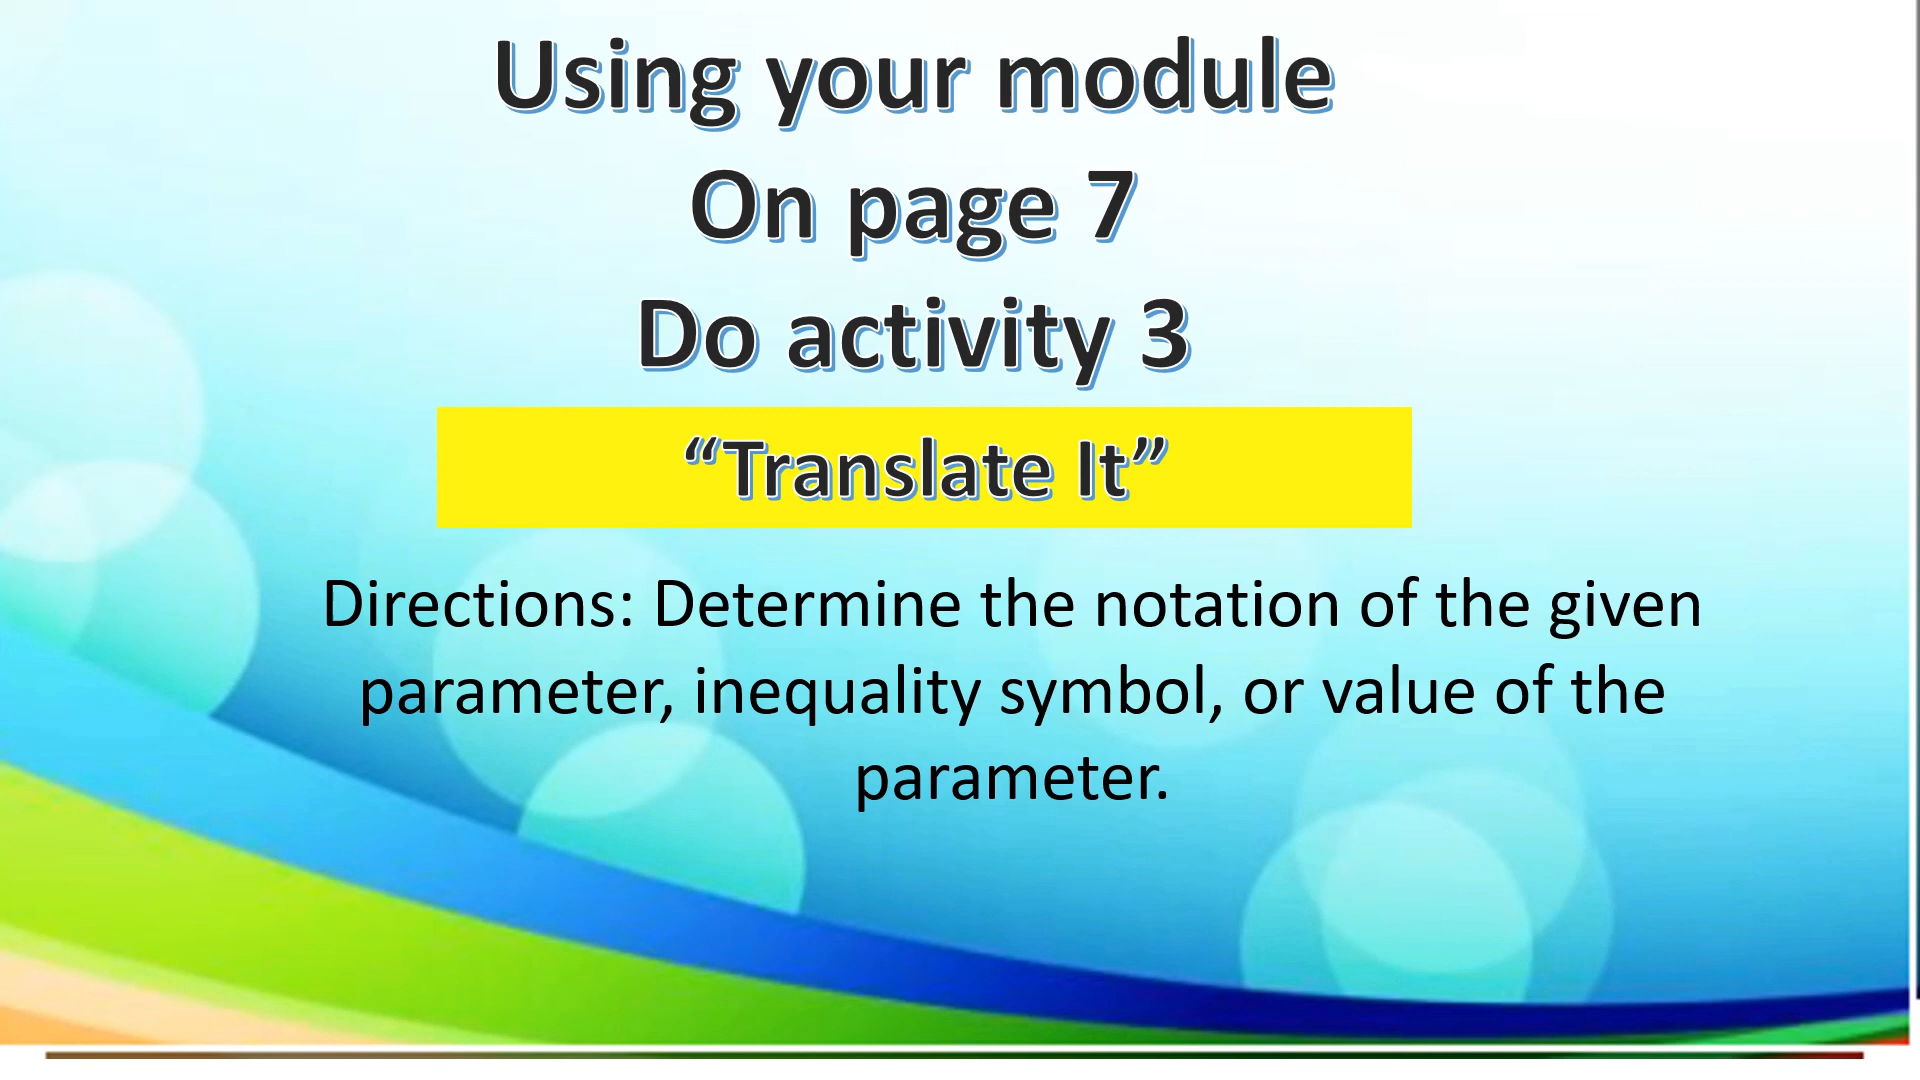 Using your module
On page 7
Do activity 3
“Translate It”
Directions: Determine the notation of the given
parameter, inequality symbol, or value of the
parameter.